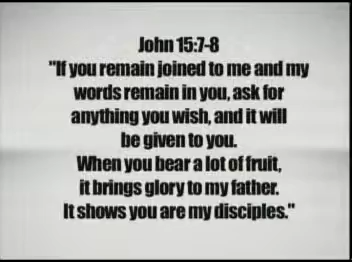 John 15:7-8
"If you remain joined to me and my
words remain in you, ask for
anything you wish, and it will
be given to you.
When you bear a lot of fruit,
it brings glory to my father.
It shows you are my disciples."